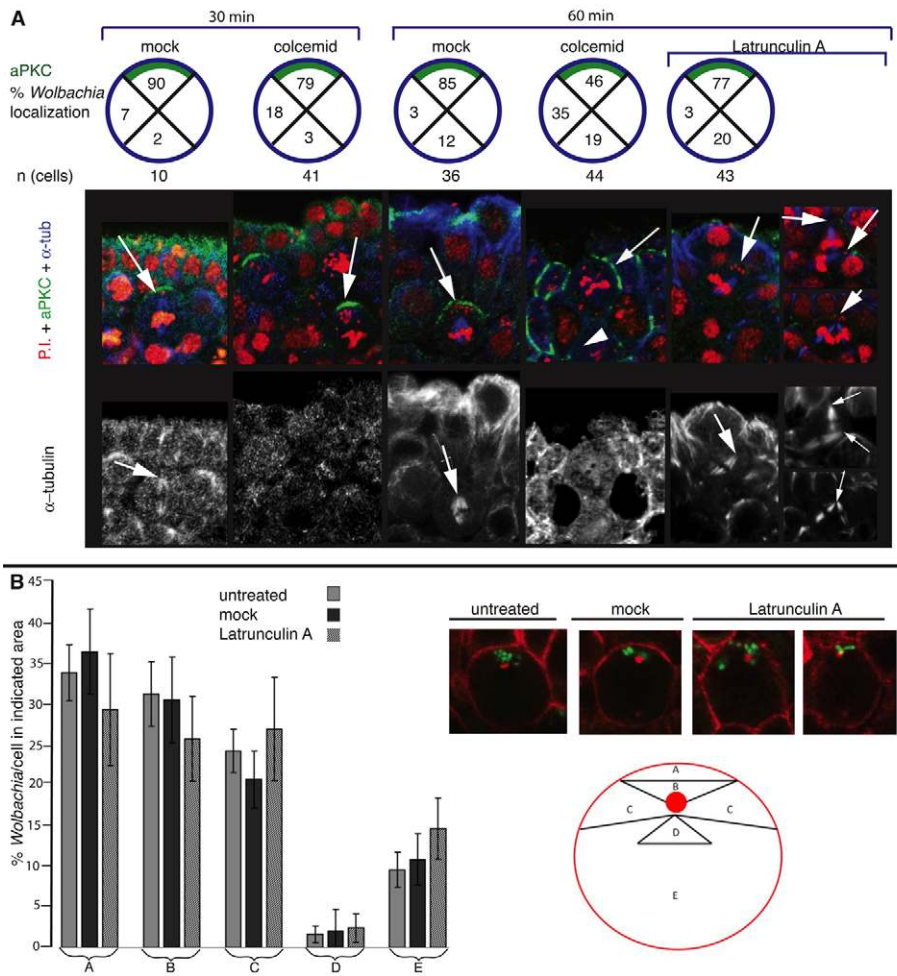 A
30 min
60 min
mock
colcemid
mock
colcemid
Latrunculin A
aPKC
% Wolbachia
localization
90
7
2
79
18
3
85
3
12
46
35
19
77
3
20
n (cells)
10
41
36
44
43
P.I. + aPKC + α-tub
α–tubulin
B
% Wolbachia/cell in indicated area
45
40
35
30
25
20
15
10
5
0
untreated
mock
Latrunculin A
A
B
C
D
E
untreated
mock
Latrunculin A
A
B
C
C
D
E